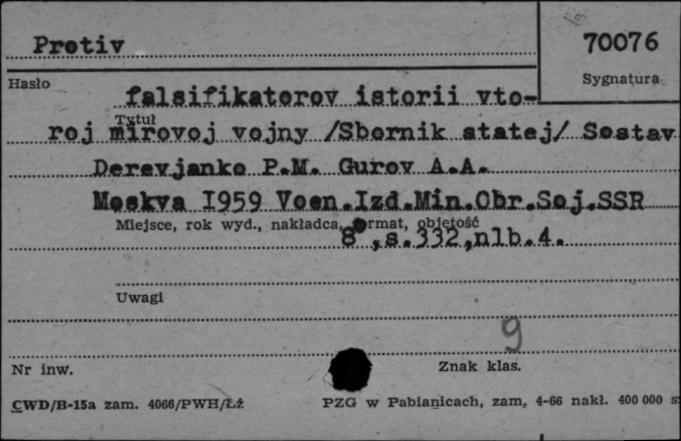 Protiv
70076
Hasło
Sygnatura
falsifikatorov istorii vto-
Tytuł
roj mirovoj vojny /Sbornik statej/ Sostav
Derevjanko P.M. Gurov A.A.
Moskva I959 Voen.Izd.Min.Obr.Soj.SSR
Miejsce, rok wyd., nakładca, format, objętość
8 ,s.332,nlb.4.
Uwagi
9
Nr inw.
Znak klas.
CWD/B-15a zam. 4066/PWH/Łź
PZG w Pabianicach, zam, 4-66 nakł. 400 000 s